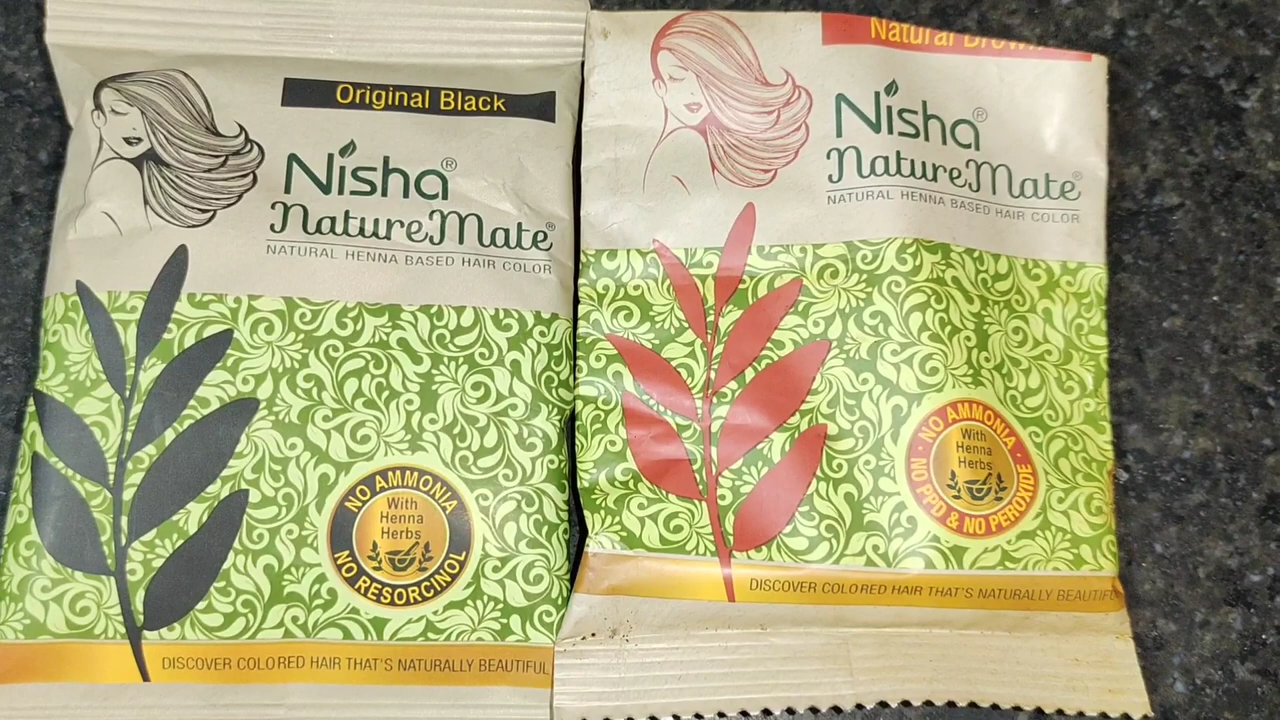 Original Black
Nisha®
NatureMate®
NATURAL HENNA BASED HAIR COLOR
NO AMMONIA
With
Henna
Herbs
NO RESORCINOL
DISCOVER COLORED HAIR THAT'S NATURALLY BEAUTIFUL
Natural Brown
Nisha®
NatureMate®
NATURAL HENNA BASED HAIR COLOR
NO AMMONIA
With
Henna
Herbs
NO PPD & NO PEROXIDE
DISCOVER COLORED HAIR THAT'S NATURALLY BEAUTIFUL